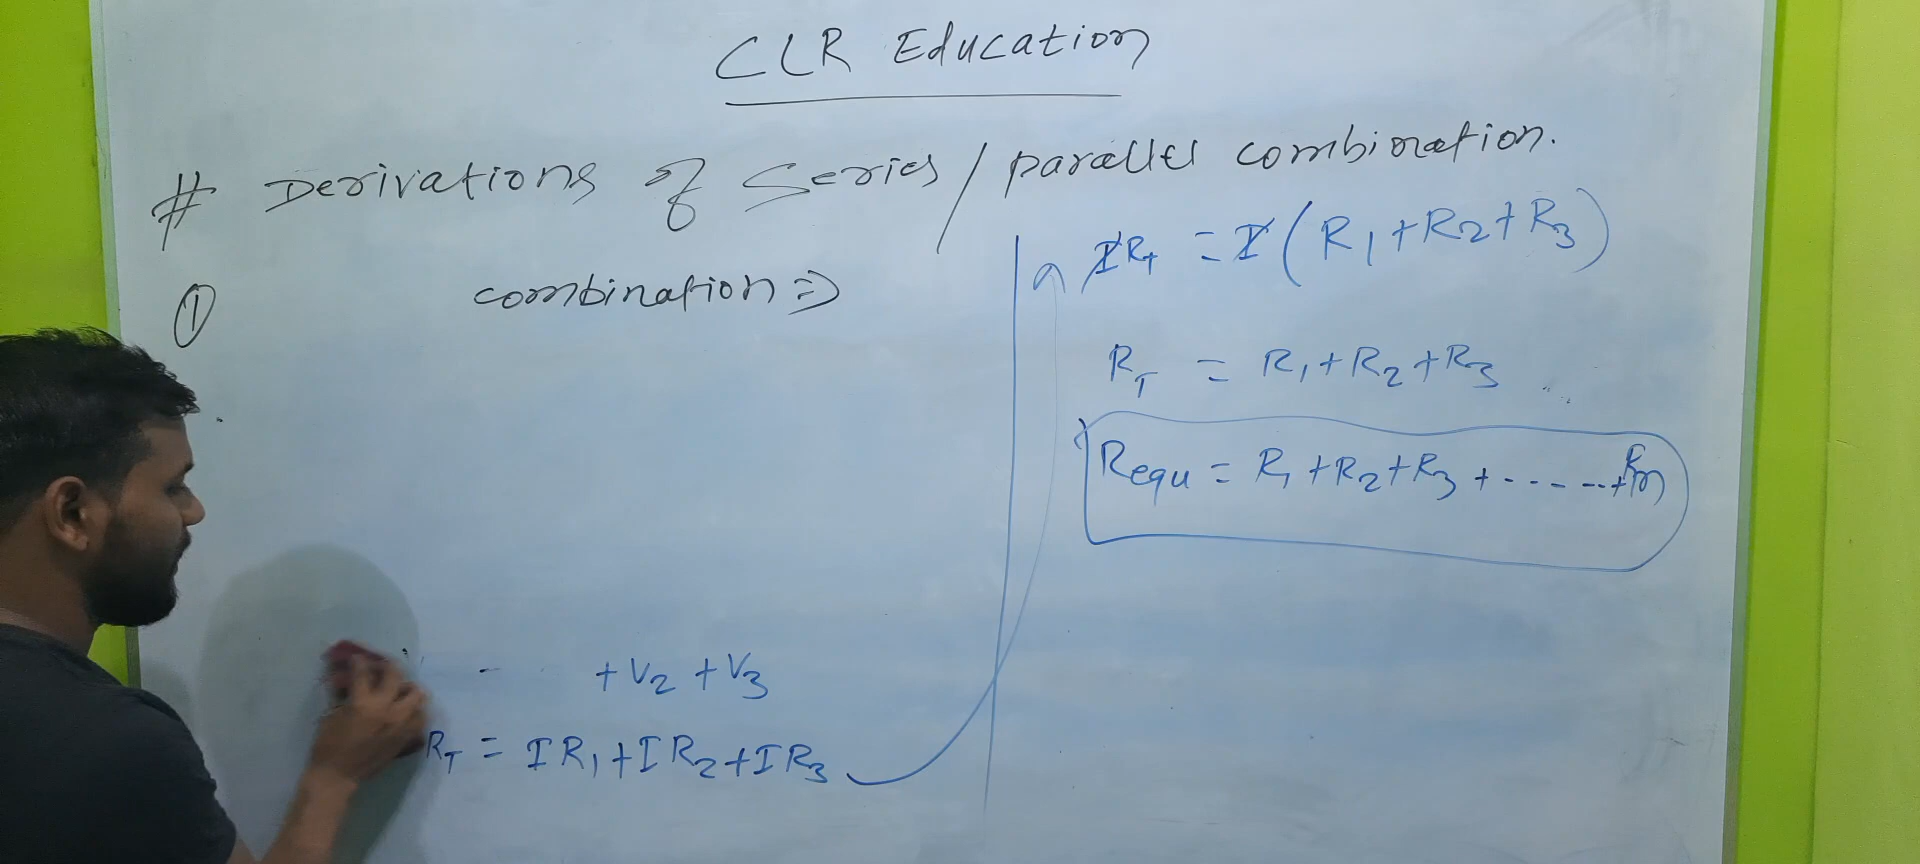 CLR Education
# Derivations of Series / parallel combination.
① combination ⇒
+ V2 + V3
RT = IR1 + IR2 + IR3
IRT = I ( R1 + R2 + R3 )
RT = R1 + R2 + R3
Requ = R1 + R2 + R3 + - - - - - - + Rn